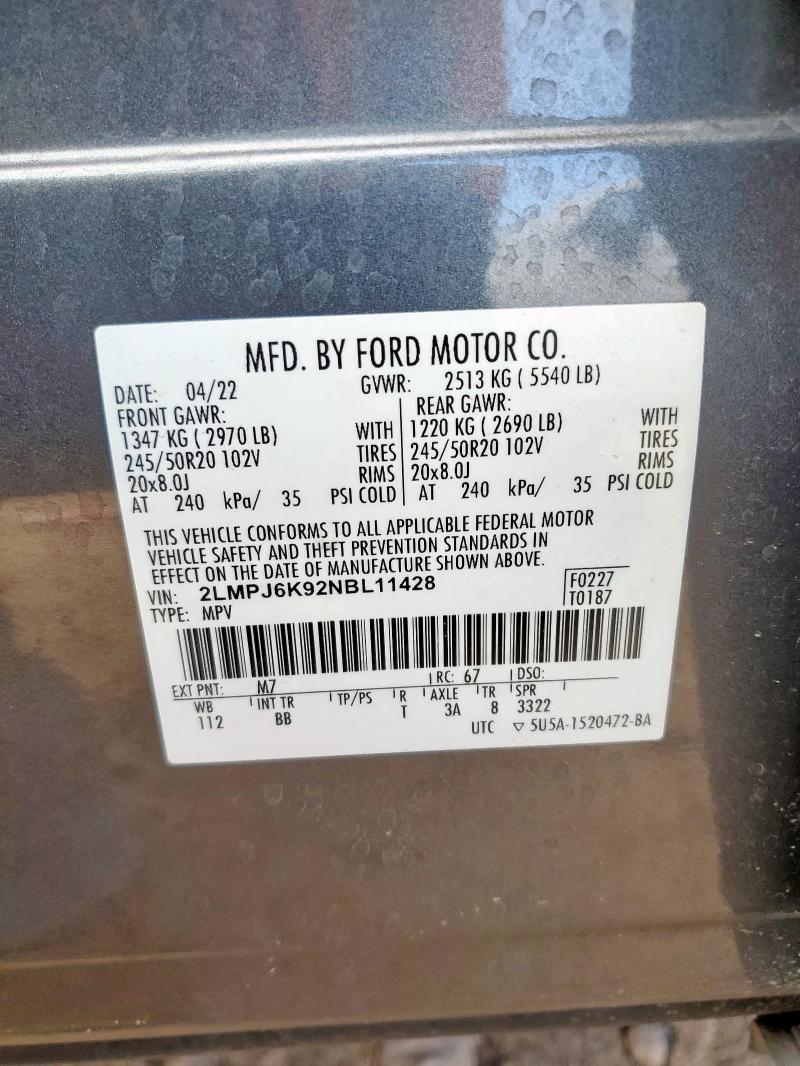 MFD. BY FORD MOTOR CO.
DATE: 04/22 GVWR: 2513 KG ( 5540 LB)
FRONT GAWR: REAR GAWR:
1347 KG ( 2970 LB) WITH 1220 KG ( 2690 LB) WITH
245/50R20 102V TIRES 245/50R20 102V TIRES
20x8.0J RIMS 20x8.0J RIMS
AT 240 kPa/ 35 PSI COLD AT 240 kPa/ 35 PSI COLD
THIS VEHICLE CONFORMS TO ALL APPLICABLE FEDERAL MOTOR
VEHICLE SAFETY AND THEFT PREVENTION STANDARDS IN
EFFECT ON THE DATE OF MANUFACTURE SHOWN ABOVE.
VIN: 2LMPJ6K92NBL11428 F0227
TYPE: MPV T0187
EXT PNT: M7 RC: 67 DSO:
WB INT TR TP/PS R AXLE TR SPR
112 BB T 3A 8 3322
UTC ▽ 5U5A-1520472-BA